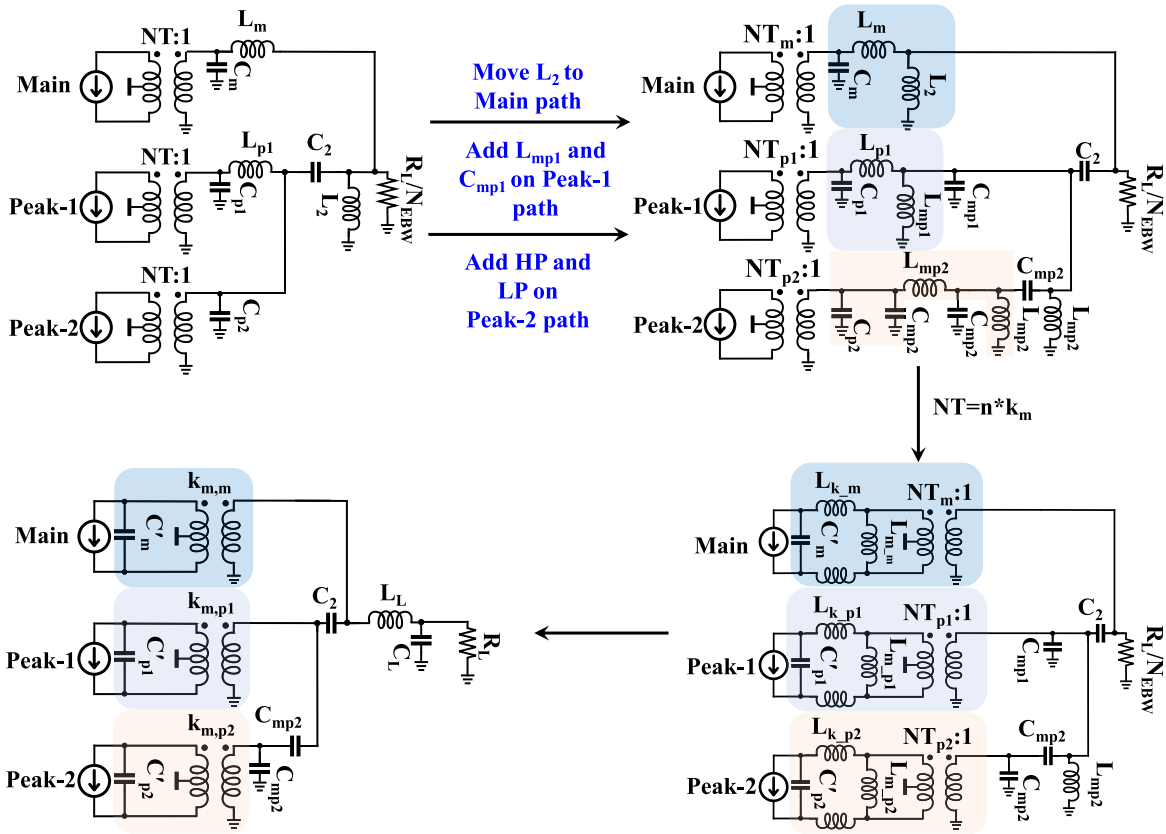 L_m
NT:1
C_m
Main
NT:1
L_p1
C_2
C_p1
Peak-1
L_2
R_L/N_EBW
NT:1
C_p2
Peak-2
Move L_2 to
Main path
Add L_mp1 and
C_mp1 on Peak-1
path
Add HP and
LP on
Peak-2 path
NT_m:1
L_m
C_m
L_2
Main
NT_p1:1
L_p1
C_2
C_p1
L_mp1
C_mp1
Peak-1
R_L/N_EBW
NT_p2:1
L_mp2
C_mp2
Peak-2
C_p2
C_mp2
C_mp2
L_mp2
L_mp2
NT=n*k_m
k_m,m
Main
C'_m
k_m,p1
C_2
L_L
Peak-1
C'_p1
C_L
R_L
k_m,p2
C_mp2
Peak-2
C'_p2
C_mp2
L_k_m
NT_m:1
Main
C'_m
L_m_m
L_k_p1
NT_p1:1
C_2
Peak-1
C'_p1
L_m_p1
C_mp1
R_L/N_EBW
L_k_p2
NT_p2:1
C_mp2
Peak-2
C'_p2
L_m_p2
C_mp2
L_mp2